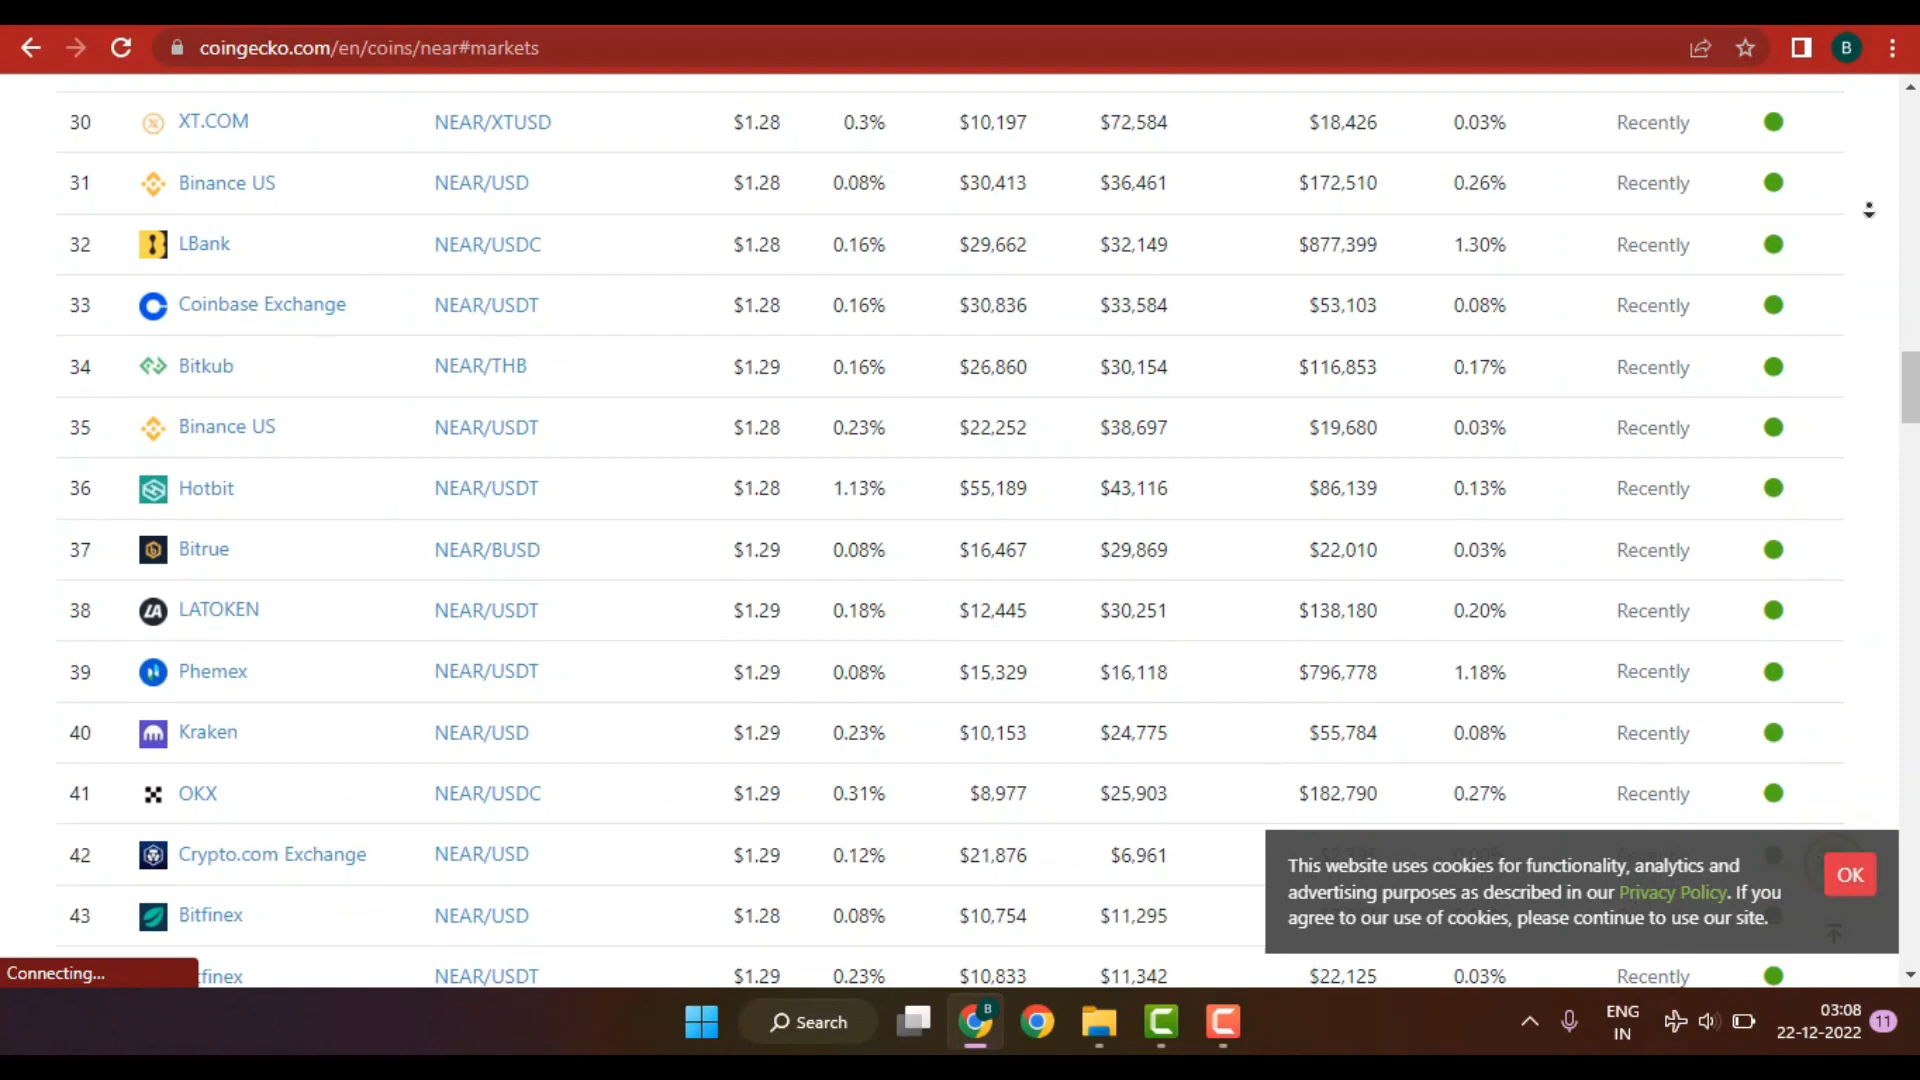 coingecko.com/en/coins/near#markets
B
30 XT.COM NEAR/XTUSD $1.28 0.3% $10,197 $72,584 $18,426 0.03% Recently
31 Binance US NEAR/USD $1.28 0.08% $30,413 $36,461 $172,510 0.26% Recently
32 LBank NEAR/USDC $1.28 0.16% $29,662 $32,149 $877,399 1.30% Recently
33 Coinbase Exchange NEAR/USDT $1.28 0.16% $30,836 $33,584 $53,103 0.08% Recently
34 Bitkub NEAR/THB $1.29 0.16% $26,860 $30,154 $116,853 0.17% Recently
35 Binance US NEAR/USDT $1.28 0.23% $22,252 $38,697 $19,680 0.03% Recently
36 Hotbit NEAR/USDT $1.28 1.13% $55,189 $43,116 $86,139 0.13% Recently
37 Bitrue NEAR/BUSD $1.29 0.08% $16,467 $29,869 $22,010 0.03% Recently
38 LATOKEN NEAR/USDT $1.29 0.18% $12,445 $30,251 $138,180 0.20% Recently
39 Phemex NEAR/USDT $1.29 0.08% $15,329 $16,118 $796,778 1.18% Recently
40 Kraken NEAR/USD $1.29 0.23% $10,153 $24,775 $55,784 0.08% Recently
41 OKX NEAR/USDC $1.29 0.31% $8,977 $25,903 $182,790 0.27% Recently
42 Crypto.com Exchange NEAR/USD $1.29 0.12% $21,876 $6,961
43 Bitfinex NEAR/USD $1.28 0.08% $10,754 $11,295
tfinex NEAR/USDT $1.29 0.23% $10,833 $11,342 $22,125 0.03% Recently
This website uses cookies for functionality, analytics and
advertising purposes as described in our Privacy Policy. If you
agree to our use of cookies, please continue to use our site.
OK
Connecting...
Search
B
ENG
IN
03:08
22-12-2022
11